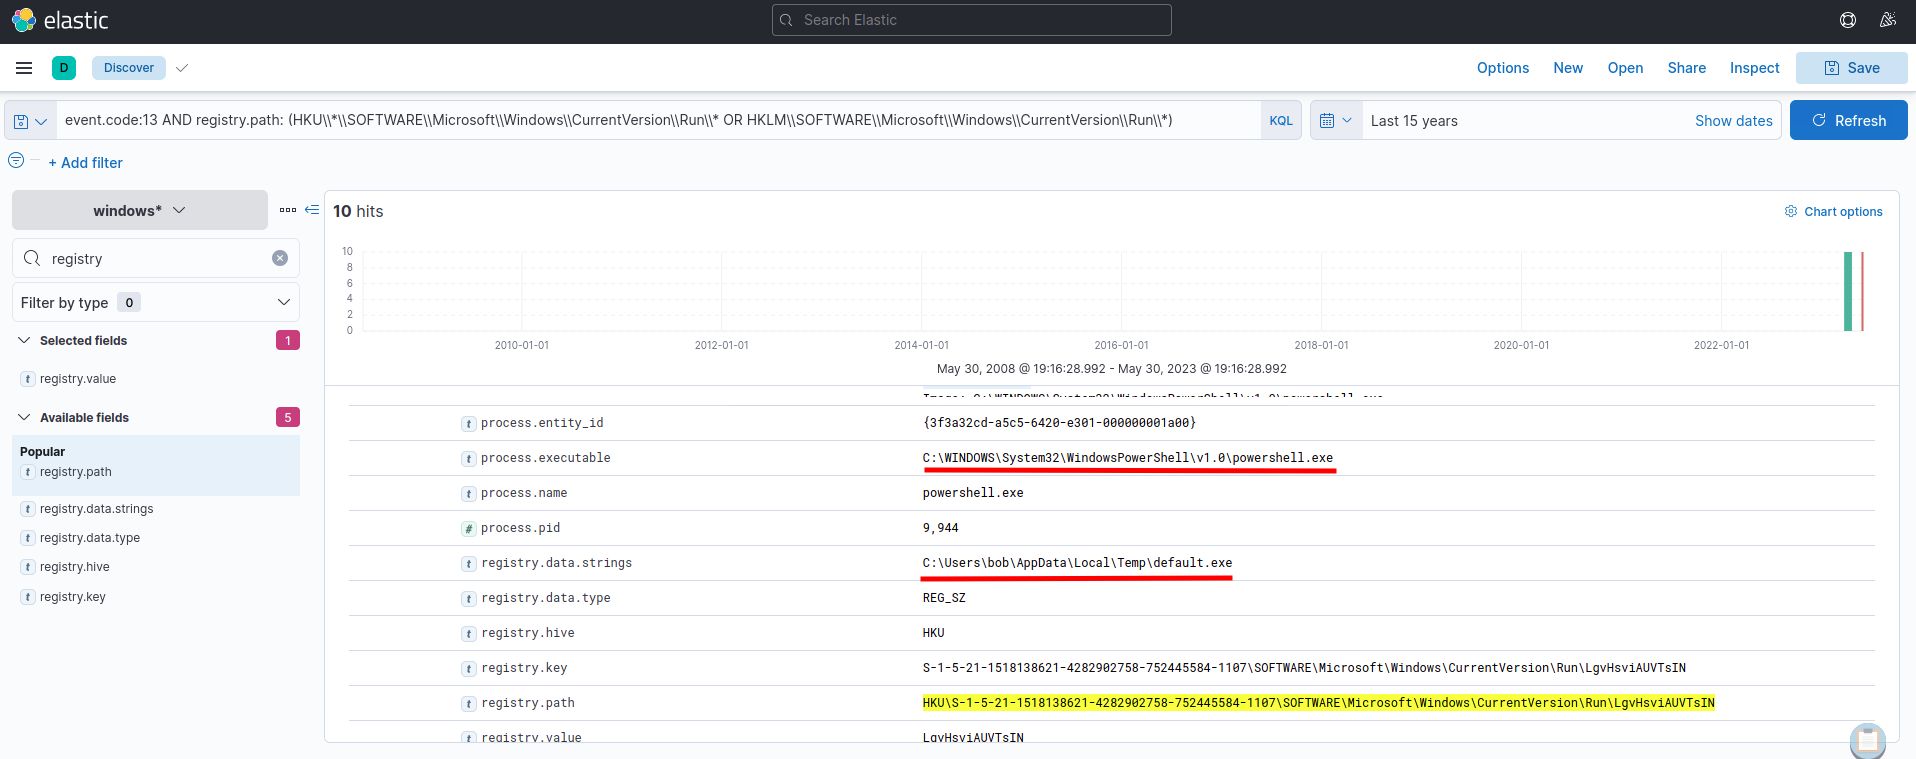 elastic
Search Elastic
D
Discover
Options
New
Open
Share
Inspect
Save
event.code:13 AND registry.path: (HKU\\*\\SOFTWARE\\Microsoft\\Windows\\CurrentVersion\\Run\\* OR HKLM\\SOFTWARE\\Microsoft\\Windows\\CurrentVersion\\Run\\*)
KQL
Last 15 years
Show dates
Refresh
+ Add filter
windows*
registry
Filter by type 0
Selected fields 1
t registry.value
Available fields 5
Popular
t registry.path
t registry.data.strings
t registry.data.type
t registry.hive
t registry.key
10 hits
Chart options
10
8
6
4
2
0
2010-01-01
2012-01-01
2014-01-01
2016-01-01
2018-01-01
2020-01-01
2022-01-01
May 30, 2008 @ 19:16:28.992 - May 30, 2023 @ 19:16:28.992
Image: C:\WINDOWS\System32\WindowsPowerShell\v1.0\powershell.exe
t process.entity_id {3f3a32cd-a5c5-6420-e301-000000001a00}
t process.executable C:\WINDOWS\System32\WindowsPowerShell\v1.0\powershell.exe
t process.name powershell.exe
# process.pid 9,944
t registry.data.strings C:\Users\bob\AppData\Local\Temp\default.exe
t registry.data.type REG_SZ
t registry.hive HKU
t registry.key S-1-5-21-1518138621-4282902758-752445584-1107\SOFTWARE\Microsoft\Windows\CurrentVersion\Run\LgvHsviAUVTsIN
t registry.path HKU\S-1-5-21-1518138621-4282902758-752445584-1107\SOFTWARE\Microsoft\Windows\CurrentVersion\Run\LgvHsviAUVTsIN
t registry.value LgvHsviAUVTsIN